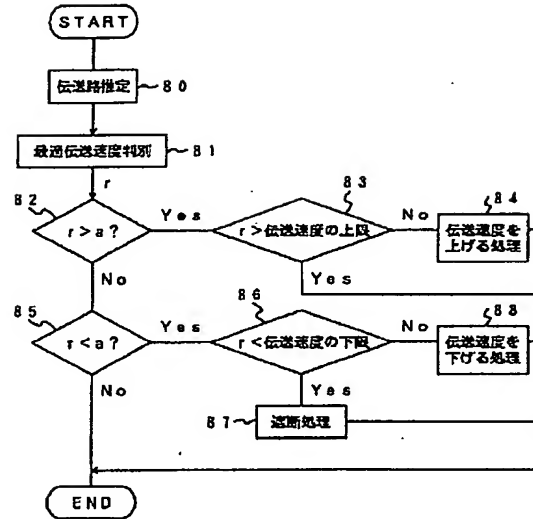 START
伝送路推定
80
最適伝送速度判別
81
r
82
r > a ?
Yes
83
r > 伝送速度の上限
No
84
伝送速度を
上げる処理
Yes
No
85
r < a ?
Yes
86
r < 伝送速度の下限
No
88
伝送速度を
下げる処理
Yes
No
87
遮断処理
END